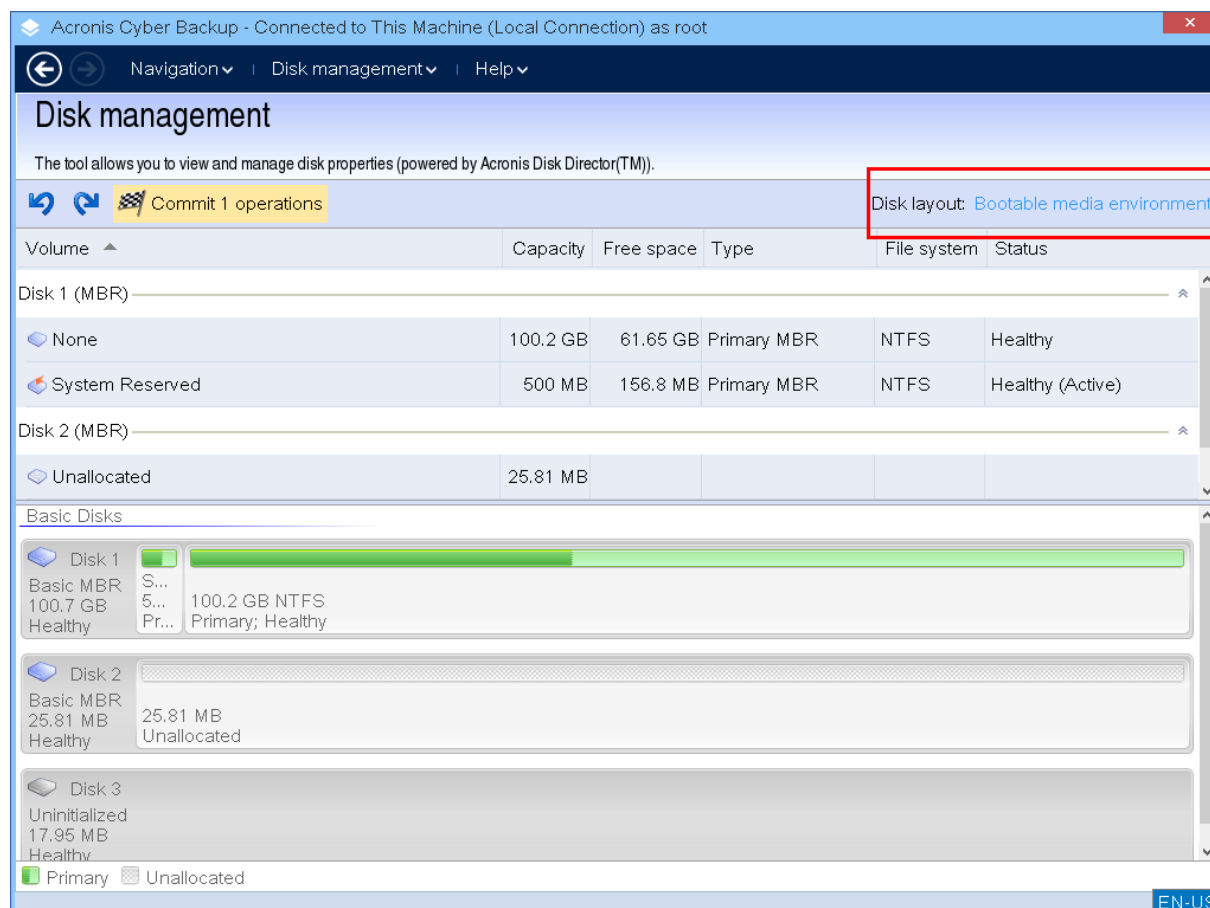 Acronis Cyber Backup - Connected to This Machine (Local Connection) as root
Navigation Disk management Help
Disk management
The tool allows you to view and manage disk properties (powered by Acronis Disk Director(TM)).
Commit 1 operations Disk layout: Bootable media environment
Volume Capacity Free space Type File system Status
Disk 1 (MBR)
None 100.2 GB 61.65 GB Primary MBR NTFS Healthy
System Reserved 500 MB 156.8 MB Primary MBR NTFS Healthy (Active)
Disk 2 (MBR)
Unallocated 25.81 MB
Basic Disks
Disk 1
Basic MBR
100.7 GB
Healthy
S...
5...
Pr...
100.2 GB NTFS
Primary; Healthy
Disk 2
Basic MBR
25.81 MB
Healthy
25.81 MB
Unallocated
Disk 3
Uninitialized
17.95 MB
Healthy
Primary Unallocated
EN-US